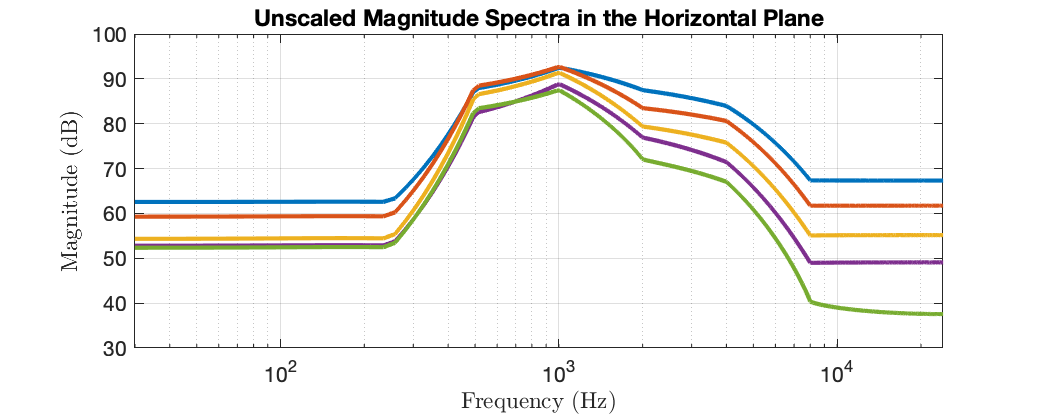 Unscaled Magnitude Spectra in the Horizontal Plane
100
90
80
70
60
50
40
30
Magnitude (dB)
10^2 10^3 10^4
Frequency (Hz)